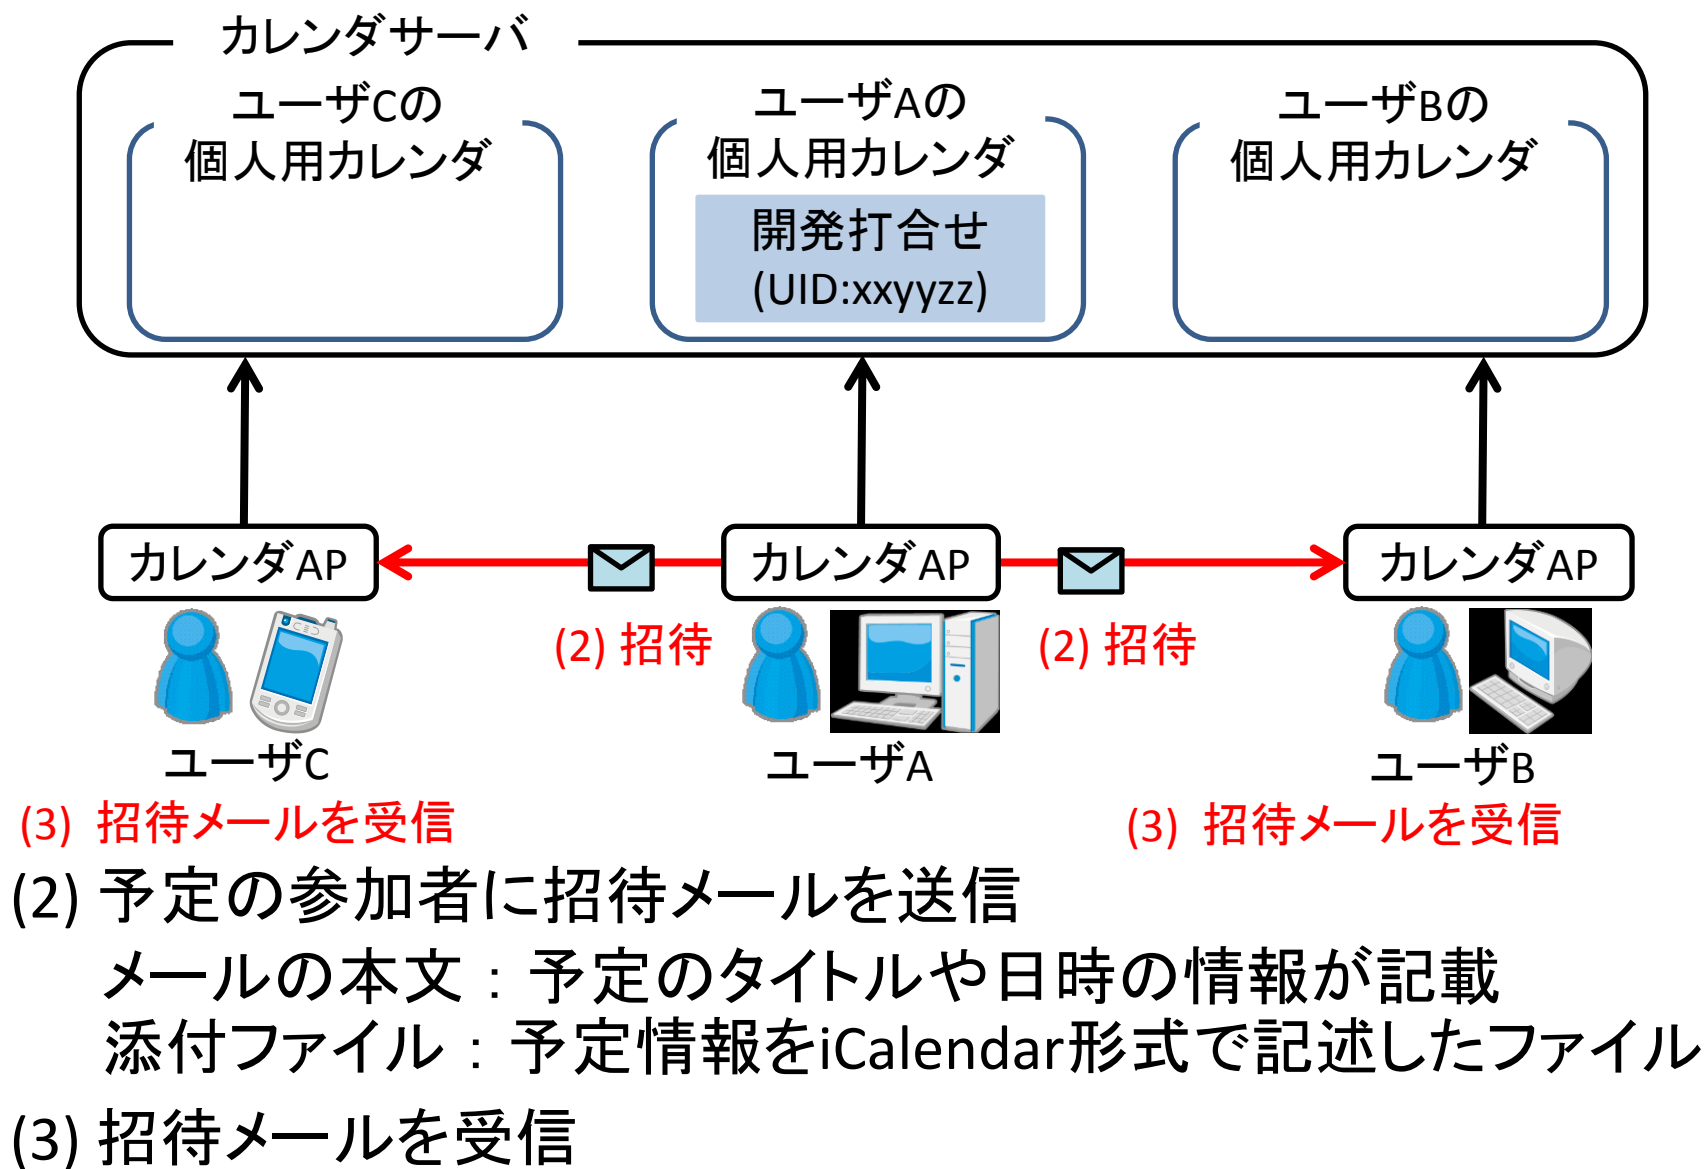 カレンダサーバ
ユーザCの
個人用カレンダ
ユーザAの
個人用カレンダ
開発打合せ
(UID:xxyyzz)
ユーザBの
個人用カレンダ
カレンダAP
カレンダAP
カレンダAP
(2) 招待
(2) 招待
ユーザC
ユーザA
ユーザB
(3) 招待メールを受信
(3) 招待メールを受信
(2) 予定の参加者に招待メールを送信
メールの本文：予定のタイトルや日時の情報が記載
添付ファイル：予定情報をiCalendar形式で記述したファイル
(3) 招待メールを受信